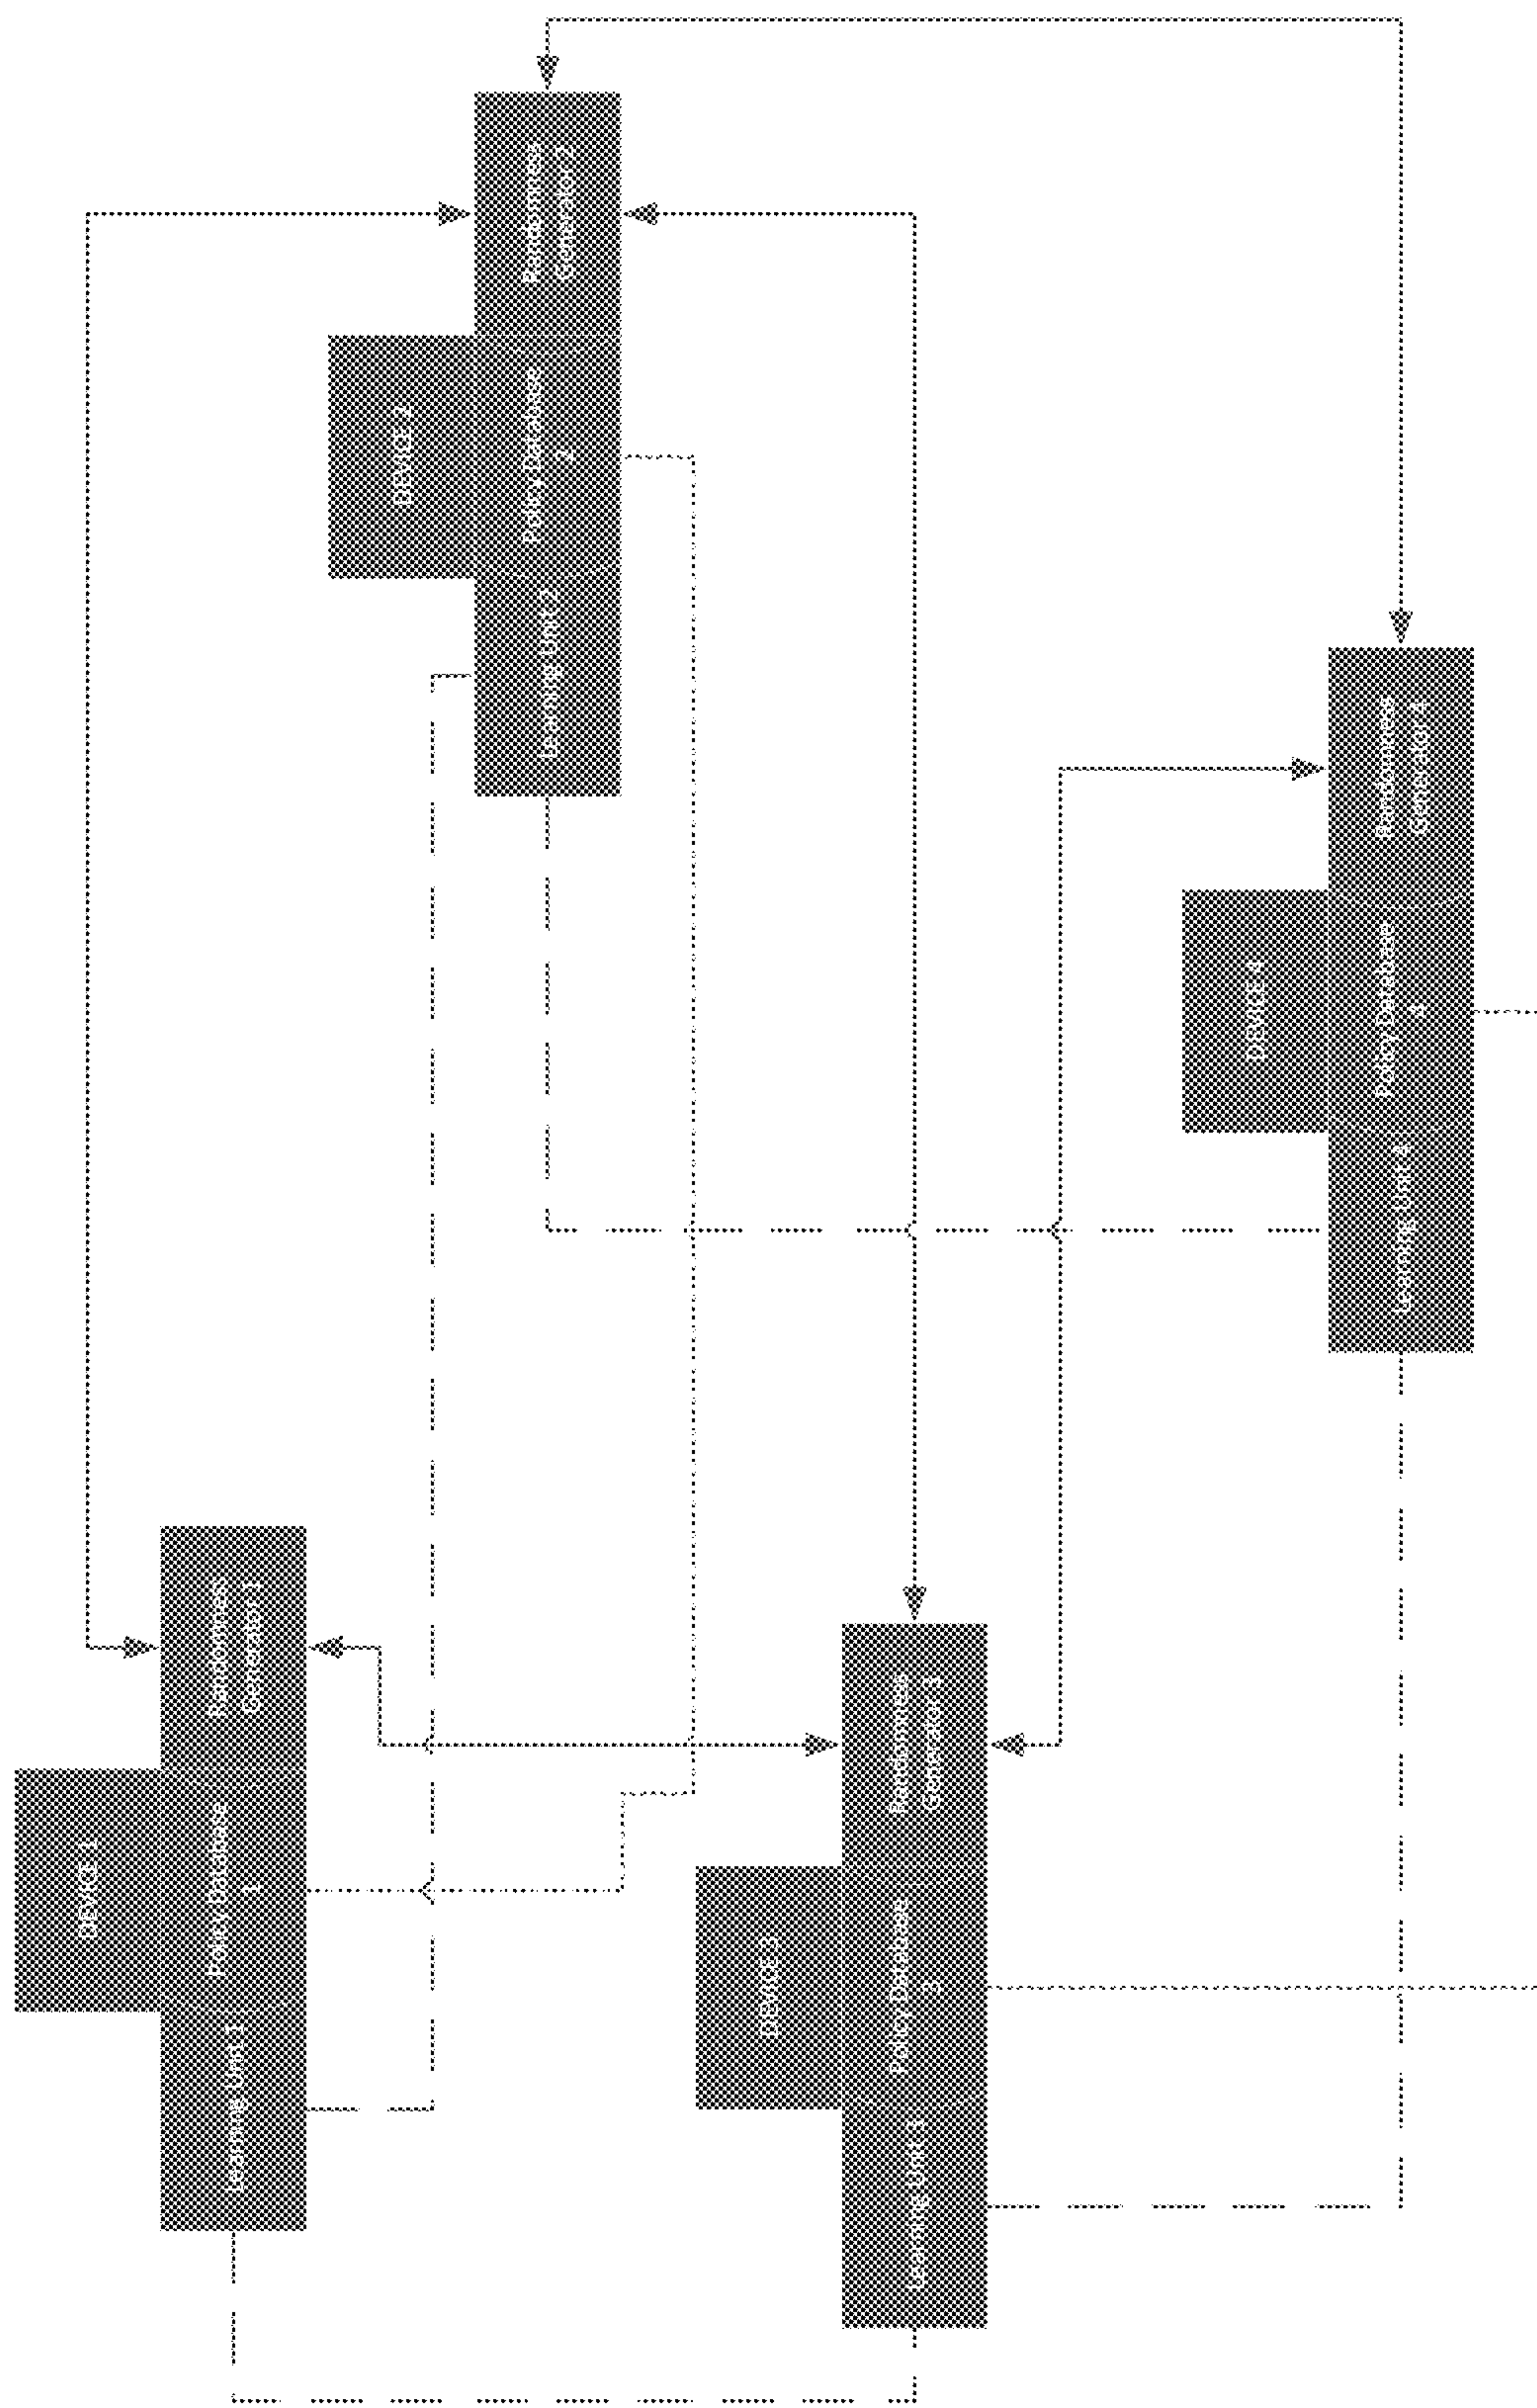 DEVICE 1
Learning Unit 1
Policy Database
1
Randomness
Generator 1
DEVICE 2
Learning Unit 2
Policy Database
2
Randomness
Generator 2
DEVICE 3
Learning Unit 3
Policy Database
3
Randomness
Generator 3
DEVICE 4
Learning Unit 4
Policy Database
4
Randomness
Generator 4